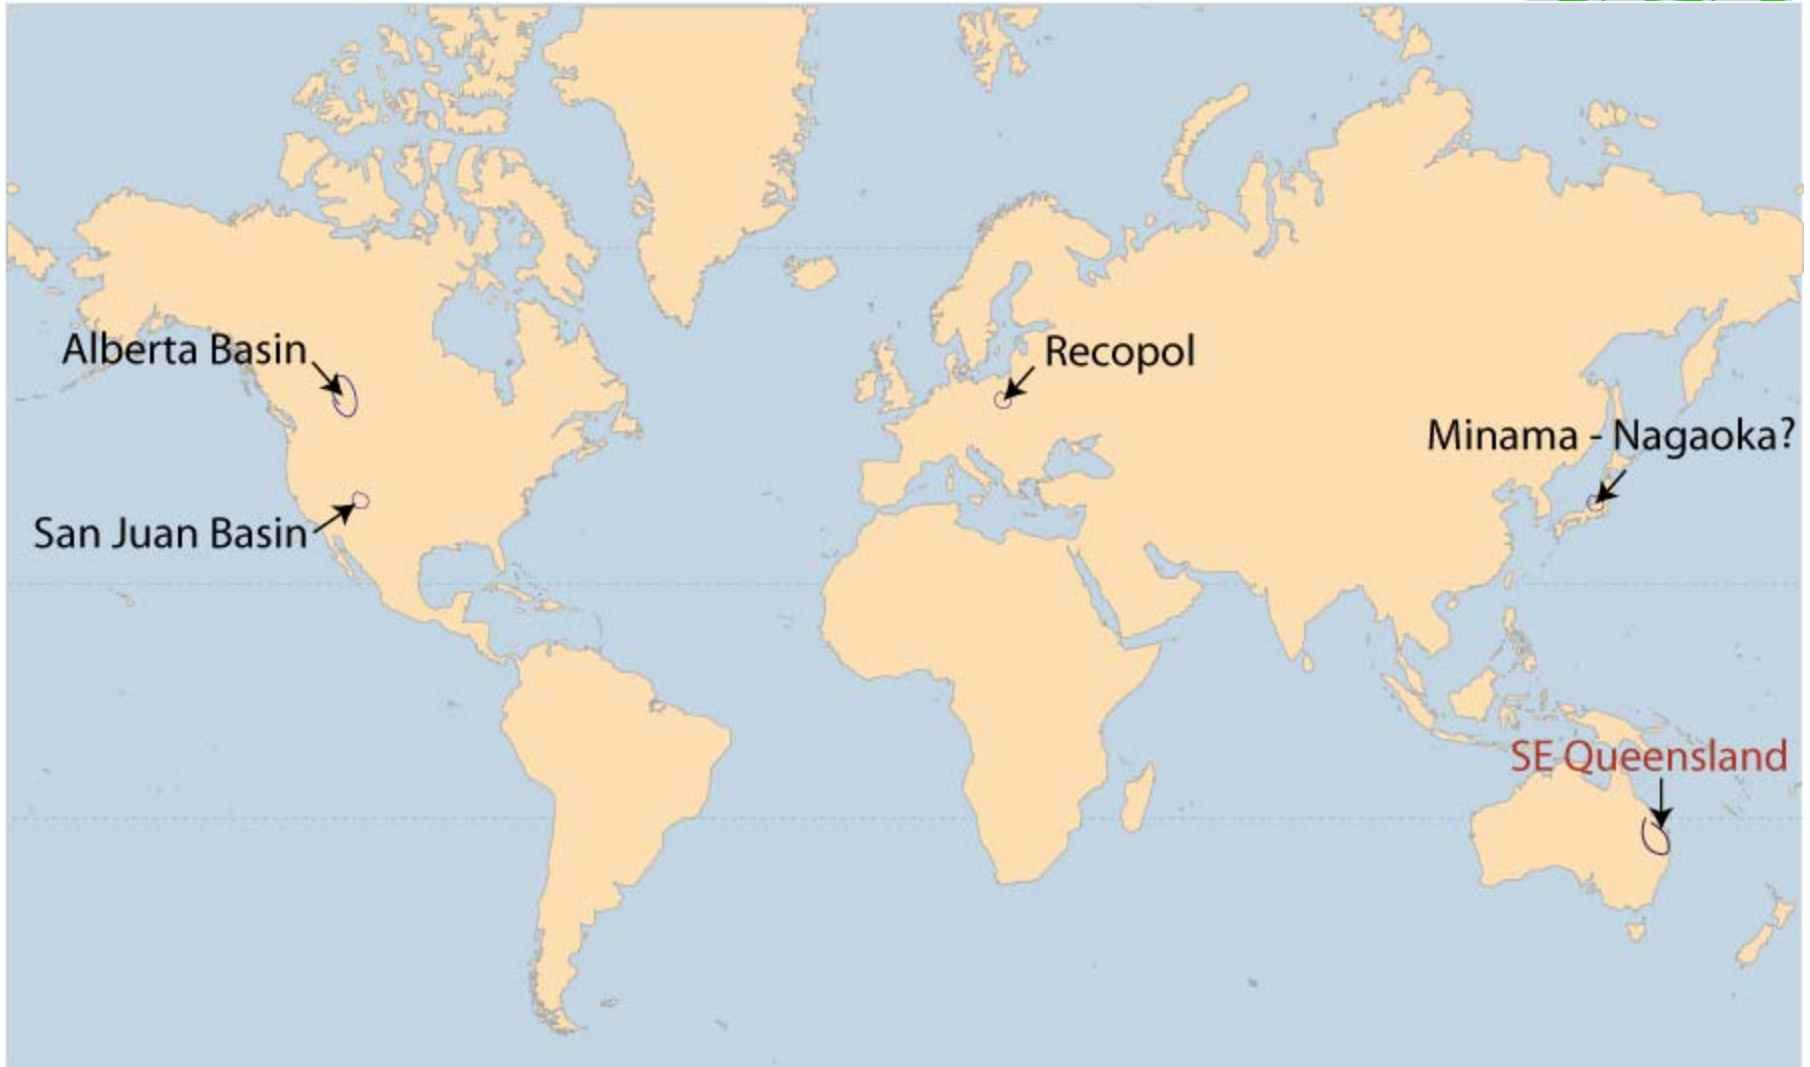 Alberta Basin
Recopol
Minama - Nagaoka?
San Juan Basin
SE Queensland